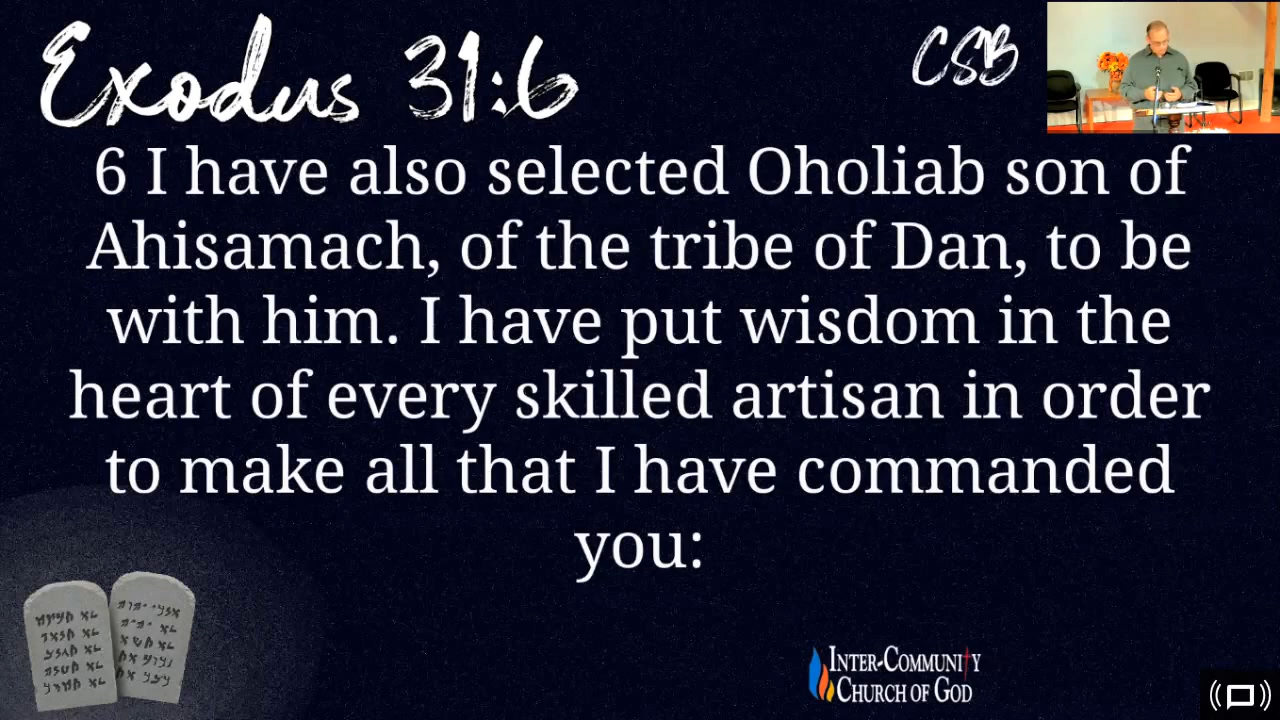 Exodus 31:6
CSB
6 I have also selected Oholiab son of
Ahisamach, of the tribe of Dan, to be
with him. I have put wisdom in the
heart of every skilled artisan in order
to make all that I have commanded
you:
INTER-COMMUNITY
CHURCH OF GOD